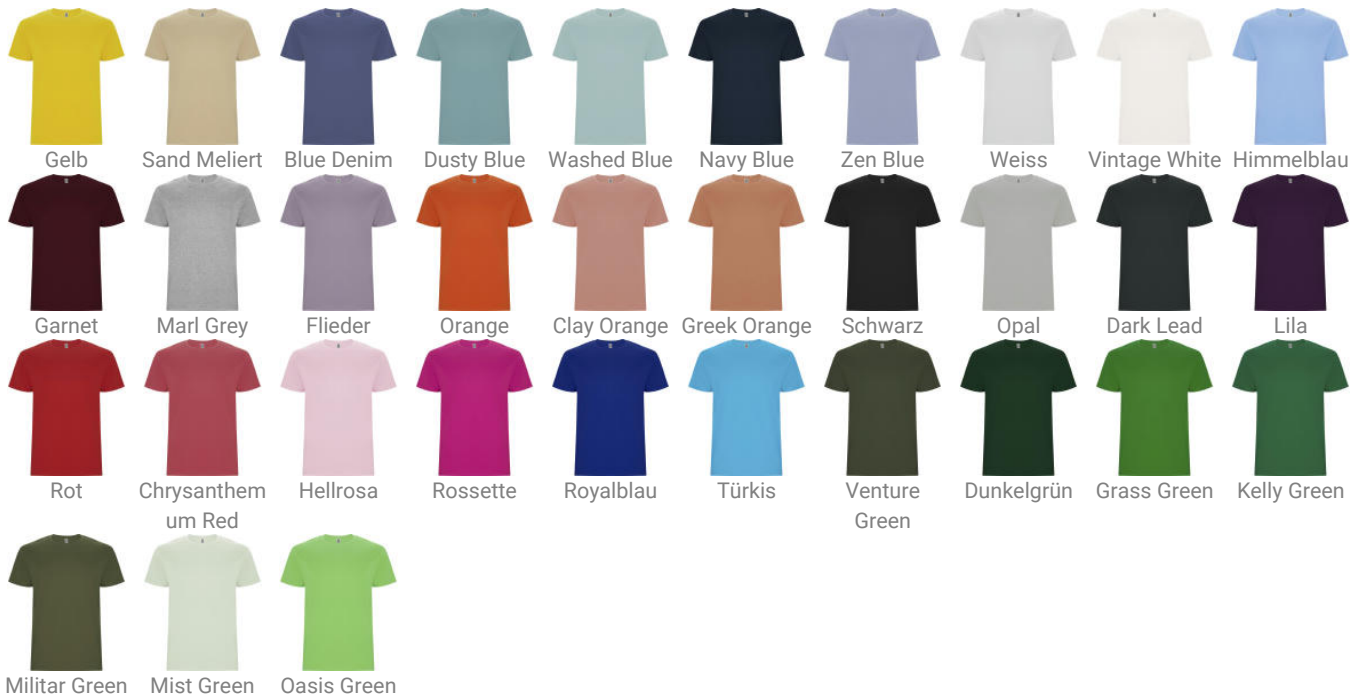 Gelb Sand Meliert Blue Denim Dusty Blue Washed Blue Navy Blue Zen Blue Weiss Vintage White Himmelblau
Garnet Marl Grey Flieder Orange Clay Orange Greek Orange Schwarz Opal Dark Lead Lila
Rot Chrysanthem Hellrosa Rossette Royalblau Türkis Venture Dunkelgrün Grass Green Kelly Green
um Red Green
Militar Green Mist Green Oasis Green